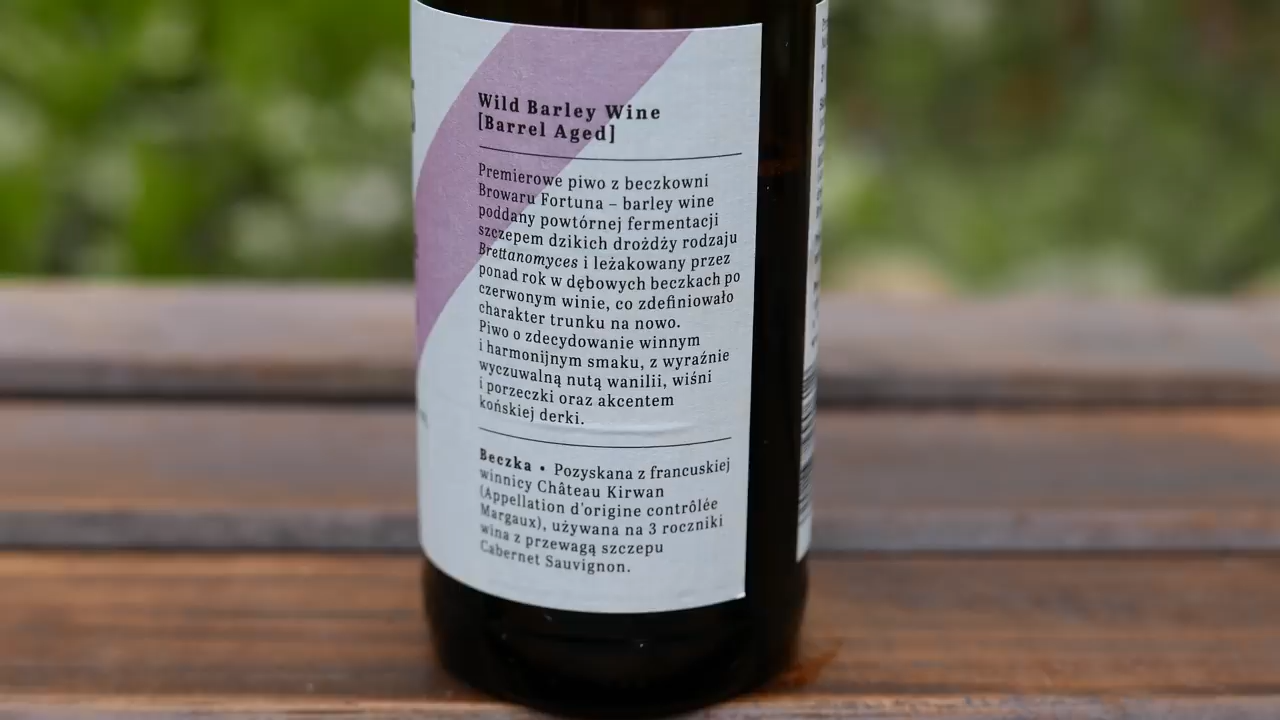 Wild Barley Wine
[Barrel Aged]
Premierowe piwo z beczkowni
Browaru Fortuna – barley wine
poddany powtórnej fermentacji
szczepem dzikich drożdży rodzaju
Brettanomyces i leżakowany przez
ponad rok w dębowych beczkach po
czerwonym winie, co zdefiniowało
charakter trunku na nowo.
Piwo o zdecydowanie winnym
i harmonijnym smaku, z wyraźnie
wyczuwalną nutą wanilii, wiśni
i porzeczki oraz akcentem
końskiej derki.
Beczka • Pozyskana z francuskiej
winnicy Château Kirwan
(Appellation d'origine contrôlée
Margaux), używana na 3 roczniki
wina z przewagą szczepu
Cabernet Sauvignon.